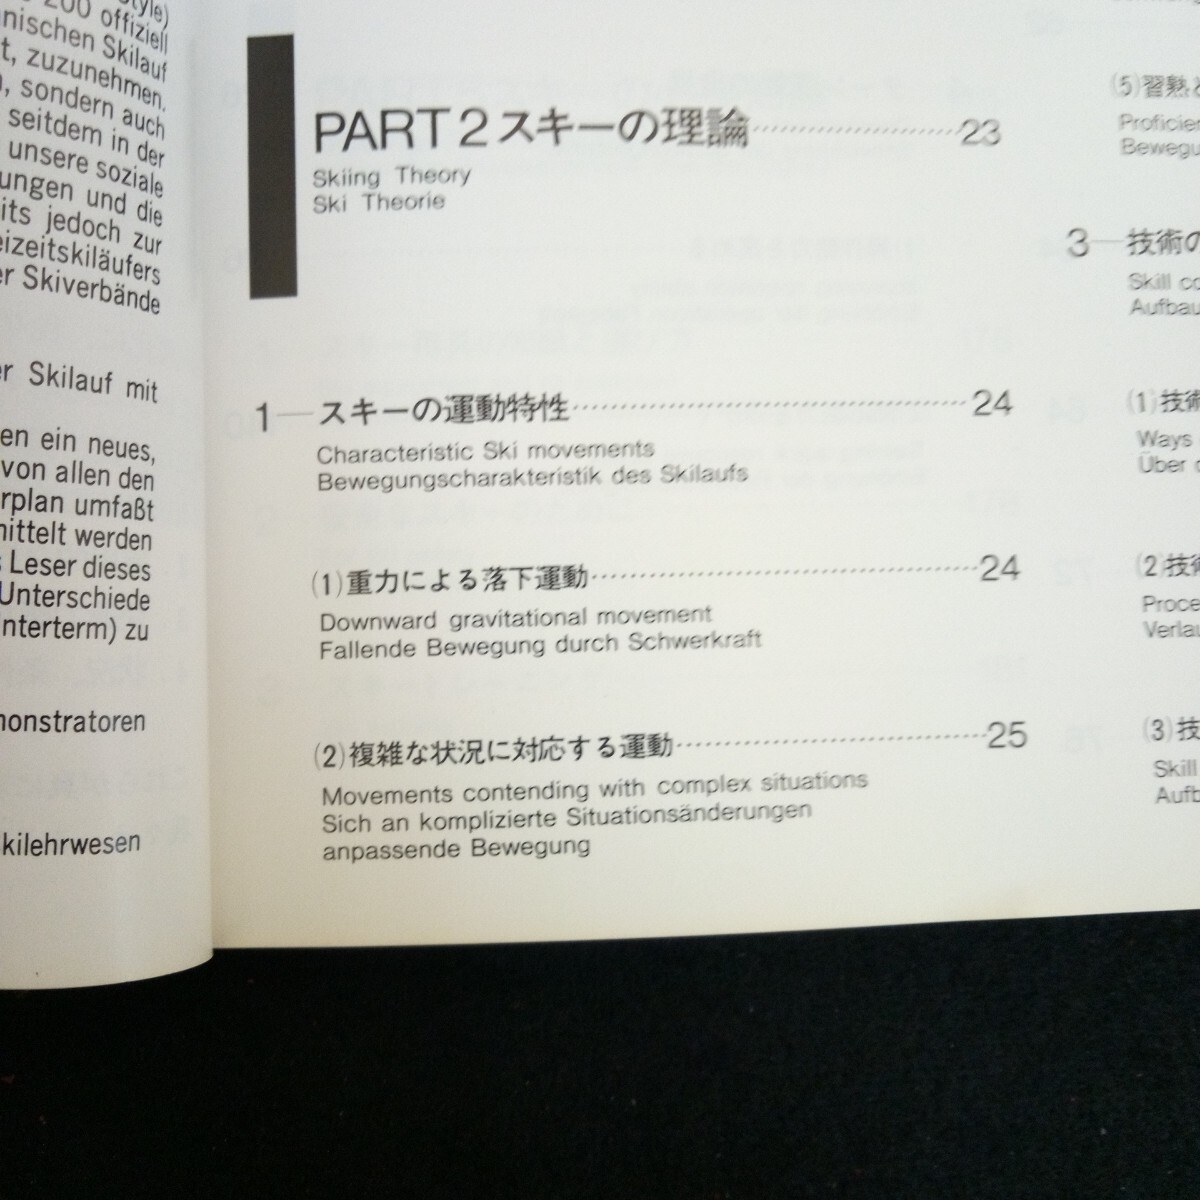 style)
200 offiziell
nischen Skilauf
t, zuzunehmen.
, sondern auch
seitdem in der
unsere soziale
ungen und die
its jedoch zur
eizeitskiläufers
er Skiverbände
er Skilauf mit
en ein neues,
von allen den
rplan umfaßt
mittelt werden
s Leser dieses
Unterschiede
nterterm) zu
monstratoren
kilehrwesen
PART 2 スキーの理論 23
Skiing Theory
Ski Theorie
1 — スキーの運動特性 24
Characteristic Ski movements
Bewegungscharakteristik des Skilaufs
(1)重力による落下運動 24
Downward gravitational movement
Fallende Bewegung durch Schwerkraft
(2)複雑な状況に対応する運動 25
Movements contending with complex situations
Sich an komplizierte Situationsänderungen
anpassende Bewegung
(5)習熟と
Proficien
Bewegu
3 — 技術の
Skill co
Aufbau
(1)技術
Ways
Über d
(2)技術
Proce
Verlau
(3)技
Skill
Aufb